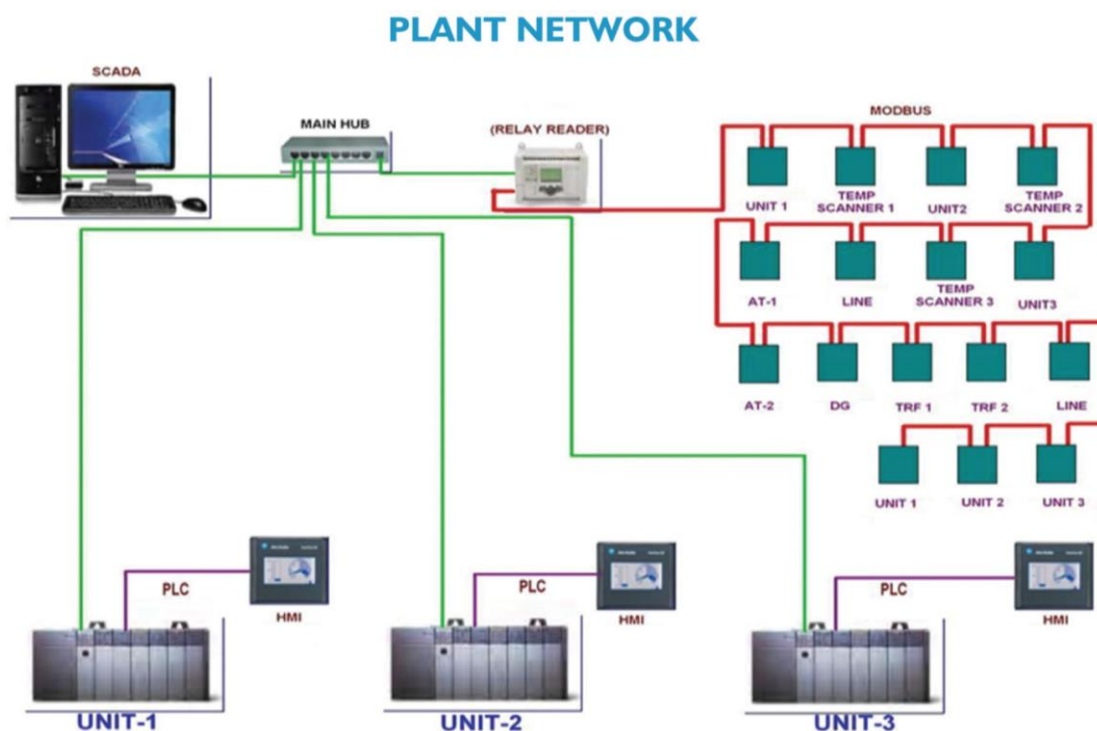 PLANT NETWORK
SCADA
MAIN HUB
(RELAY READER)
MODBUS
UNIT 1
TEMP
SCANNER 1
UNIT2
TEMP
SCANNER 2
AT-1
LINE
TEMP
SCANNER 3
UNIT3
AT-2
DG
TRF 1
TRF 2
LINE
UNIT 1
UNIT 2
UNIT 3
PLC
HMI
PLC
HMI
PLC
HMI
UNIT-1
UNIT-2
UNIT-3